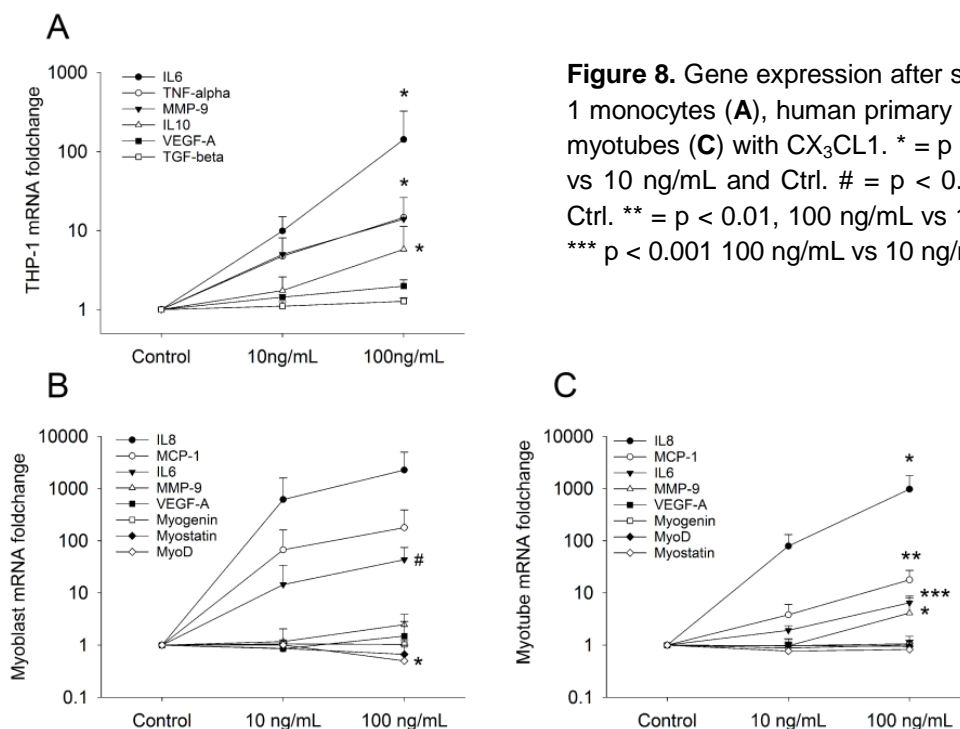 A
1000
100
10
1
THP-1 mRNA foldchange
IL6
TNF-alpha
MMP-9
IL10
VEGF-A
TGF-beta
*
*
*
Control 10ng/mL 100ng/mL
Figure 8. Gene expression after s
1 monocytes (A), human primary
myotubes (C) with CX3CL1. * = p
vs 10 ng/mL and Ctrl. # = p < 0.
Ctrl. ** = p < 0.01, 100 ng/mL vs 1
*** p < 0.001 100 ng/mL vs 10 ng/
B
10000
1000
100
10
1
0.1
Myoblast mRNA foldchange
IL8
MCP-1
IL6
MMP-9
VEGF-A
Myogenin
Myostatin
MyoD
#
*
Control 10 ng/mL 100 ng/mL
C
10000
1000
100
10
1
0.1
Myotube mRNA foldchange
IL8
MCP-1
IL6
MMP-9
VEGF-A
Myogenin
MyoD
Myostatin
*
**
***
*
Control 10 ng/mL 100 ng/mL